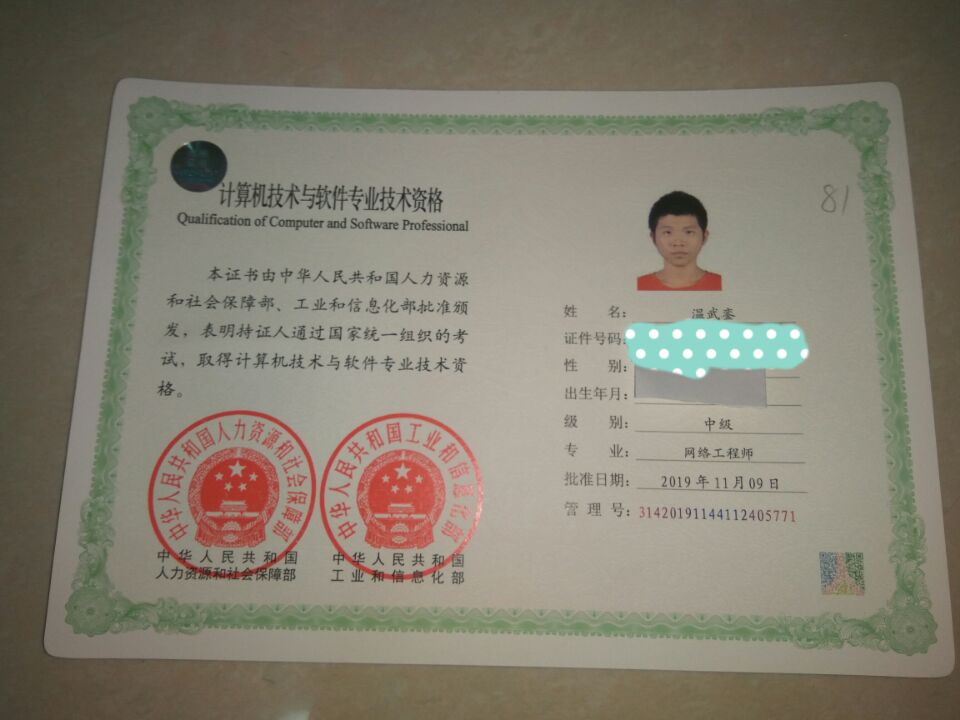 计算机技术与软件专业技术资格
Qualification of Computer and Software Professional
本证书由中华人民共和国人力资源
和社会保障部、工业和信息化部批准颁
发，表明持证人通过国家统一组织的考
试，取得计算机技术与软件专业技术资
格。
中华人民共和国人力资源和社会保障部
中华人民共和国工业和信息化部
中华人民共和国
人力资源和社会保障部
中华人民共和国
工业和信息化部
81
姓 名：温武
证件号码：
性 别：
出生年月：
级 别：中级
专 业：网络工程师
批准日期：2019 年 11 月 09 日
管 理 号：31420191144112405771